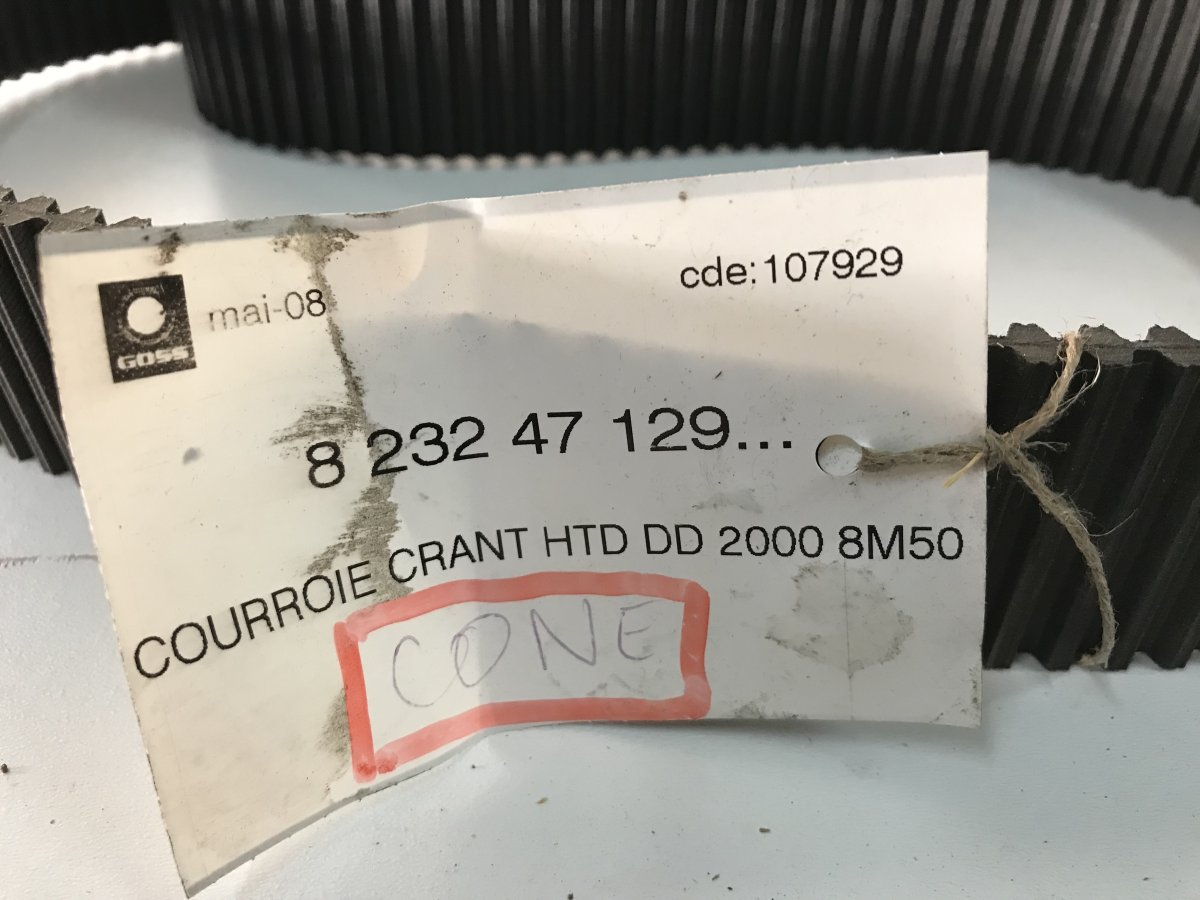 cde:107929
GOSS mai-08
8 232 47 129...
COURROIE CRANT HTD DD 2000 8M50
CONE